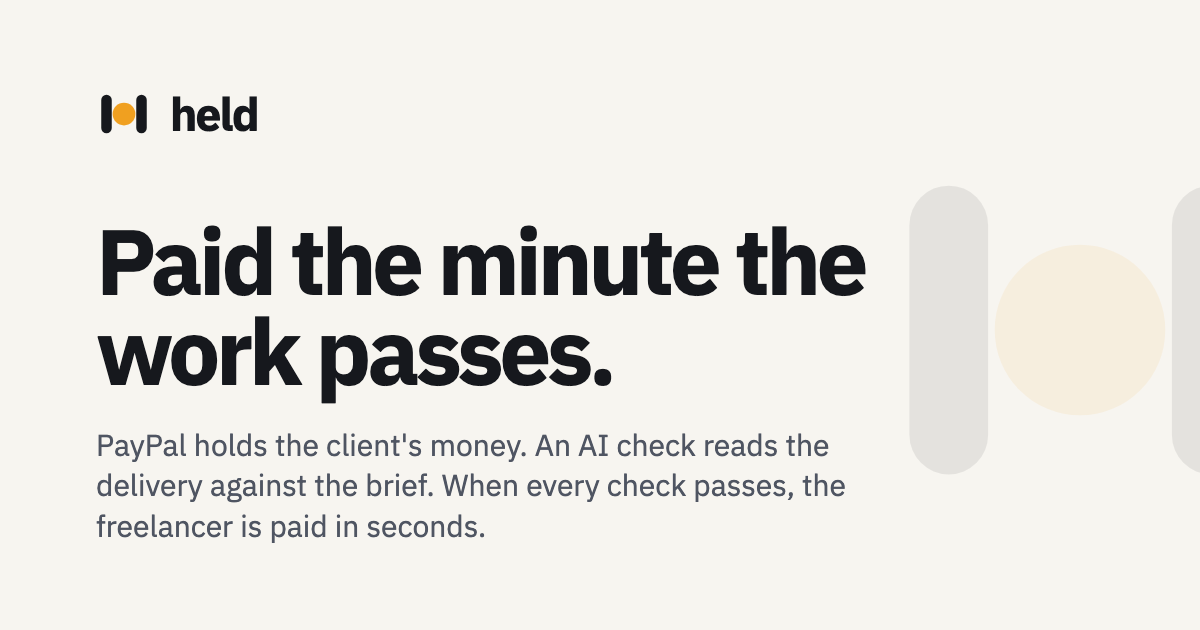 held
Paid the minute the
work passes.
PayPal holds the client's money. An AI check reads the
delivery against the brief. When every check passes, the
freelancer is paid in seconds.